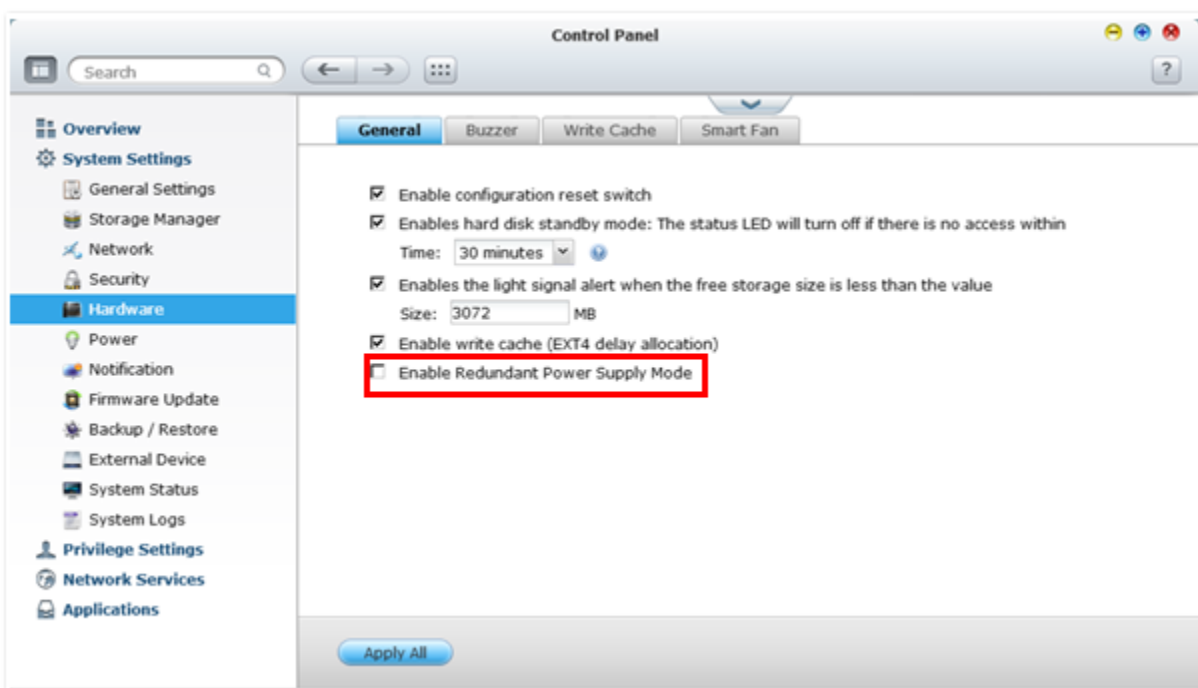 Control Panel
Search
?
Overview
System Settings
General Settings
Storage Manager
Network
Security
Hardware
Power
Notification
Firmware Update
Backup / Restore
External Device
System Status
System Logs
Privilege Settings
Network Services
Applications
General Buzzer Write Cache Smart Fan
Enable configuration reset switch
Enables hard disk standby mode: The status LED will turn off if there is no access within
Time: 30 minutes
Enables the light signal alert when the free storage size is less than the value
Size: 3072 MB
Enable write cache (EXT4 delay allocation)
Enable Redundant Power Supply Mode
Apply All